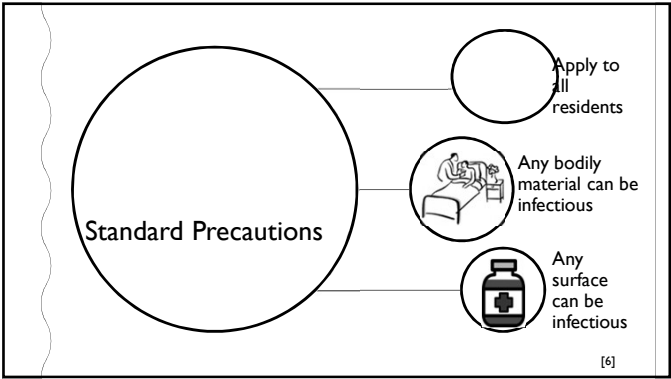 Standard Precautions
Apply to
all
residents
Any bodily
material can be
infectious
Any
surface
can be
infectious
[6]